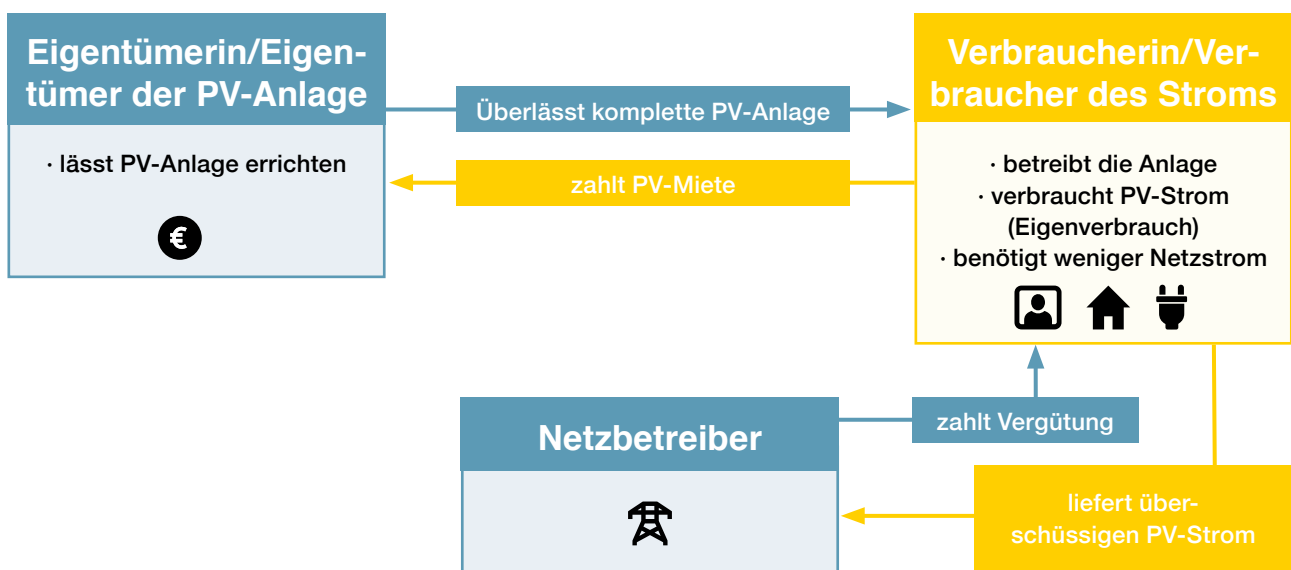 Eigentümerin/Eigen-
tümer der PV-Anlage
· lässt PV-Anlage errichten
€
Überlässt komplette PV-Anlage
zahlt PV-Miete
Verbraucherin/Ver-
braucher des Stroms
· betreibt die Anlage
· verbraucht PV-Strom
(Eigenverbrauch)
· benötigt weniger Netzstrom
Netzbetreiber
zahlt Vergütung
liefert über-
schüssigen PV-Strom